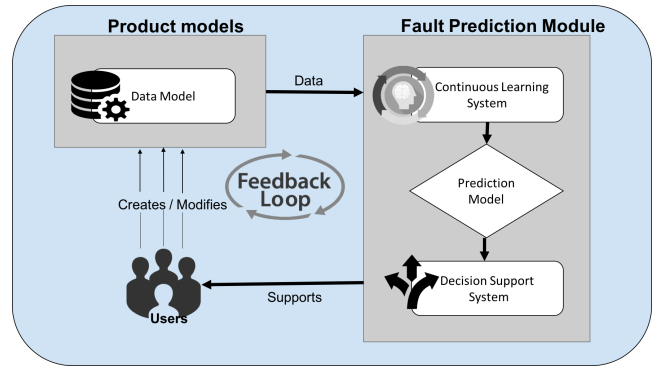 Product models
Fault Prediction Module
Data Model
Data
Continuous Learning
System
Creates / Modifies
Feedback
Loop
Prediction
Model
Supports
Decision Support
System
Users